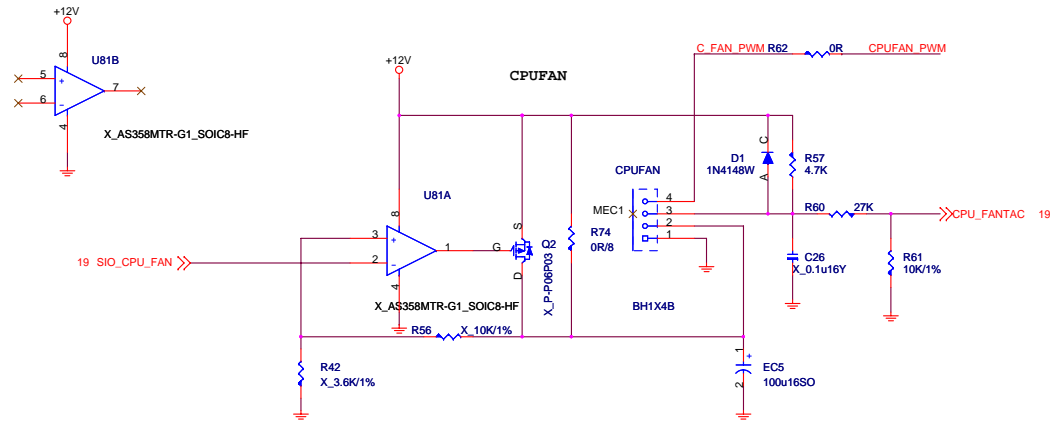 +12V
U81B
8
5
+
7
6
-
4
X_AS358MTR-G1_SOIC8-HF
+12V
CPUFAN
C_FAN_PWM R62 0R CPUFAN_PWM
C
D1
1N4148W
A
R57
4.7K
CPUFAN
4
MEC1
3
2
1
BH1X4B
R60 27K
CPU_FANTAC 19
U81A
8
3
+
1
2
-
4
19 SIO_CPU_FAN
X_AS358MTR-G1_SOIC8-HF
S
G
D
Q2
X_P-P06P03
R74
0R/8
C26
X_0.1u16Y
R61
10K/1%
R56 X_10K/1%
R42
X_3.6K/1%
1
+
EC5
100u16SO
2